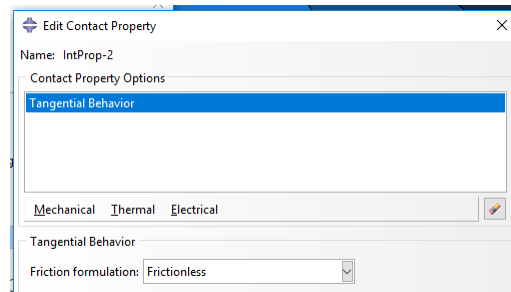 Edit Contact Property
Name: IntProp-2
Contact Property Options
Tangential Behavior
Mechanical Thermal Electrical
Tangential Behavior
Friction formulation: Frictionless